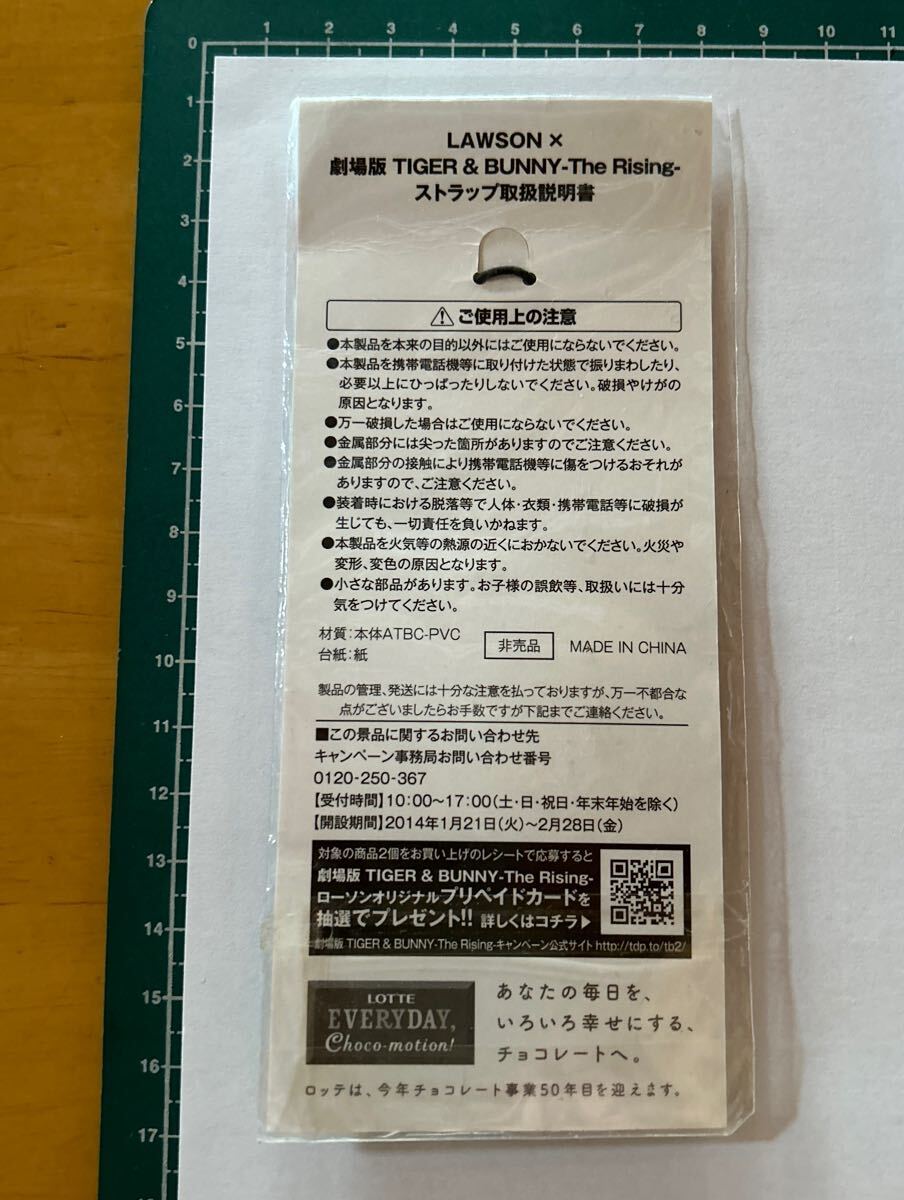 0 1 2 3 4 5 6 7 8 9 10 11
1
2
3
4
5
6
7
8
9
10
11
12
13
14
15
16
17
LAWSON ×
劇場版 TIGER & BUNNY-The Rising-
ストラップ取扱説明書
⚠ご使用上の注意
●本製品を本来の目的以外にはご使用にならないでください。
●本製品を携帯電話機等に取り付けた状態で振りまわしたり、
必要以上にひっぱったりしないでください。破損やけがの
原因となります。
●万一破損した場合はご使用にならないでください。
●金属部分には尖った箇所がありますのでご注意ください。
●金属部分の接触により携帯電話機等に傷をつけるおそれが
ありますので、ご注意ください。
●装着時における脱落等で人体・衣類・携帯電話等に破損が
生じても、一切責任を負いかねます。
●本製品を火気等の熱源の近くにおかないでください。火災や
変形、変色の原因となります。
●小さな部品があります。お子様の誤飲等、取扱いには十分
気をつけてください。
材質：本体ATBC-PVC
台紙：紙
非売品 MADE IN CHINA
製品の管理、発送には十分な注意を払っておりますが、万一不都合な
点がございましたらお手数ですが下記までご連絡ください。
■この景品に関するお問い合わせ先
キャンペーン事務局お問い合わせ番号
0120-250-367
【受付時間】10：00～17：00（土・日・祝日・年末年始を除く）
【開設期間】2014年1月21日（火）～2月28日（金）
対象の商品2個をお買い上げのレシートで応募すると
劇場版 TIGER & BUNNY-The Rising-
ローソンオリジナルプリペイドカードを
抽選でプレゼント!! 詳しくはコチラ▶
劇場版 TIGER & BUNNY-The Rising-キャンペーン公式サイト http://tdp.to/tb2/
LOTTE
EVERYDAY,
Choco-motion!
あなたの毎日を、
いろいろ幸せにする、
チョコレートへ。
ロッテは、今年チョコレート事業50年目を迎えます。